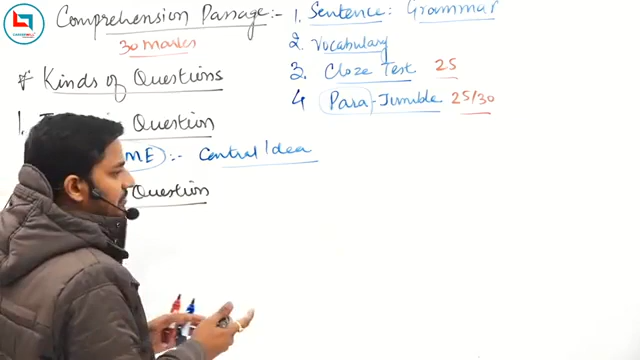 Comprehension Passage:-
30 marks
Kinds of Questions
1. Question
ME :- Central Idea
Question
1. Sentence: Grammar
2. Vocabulary
3. Cloze Test 25
4 Para-Jumble 25/30